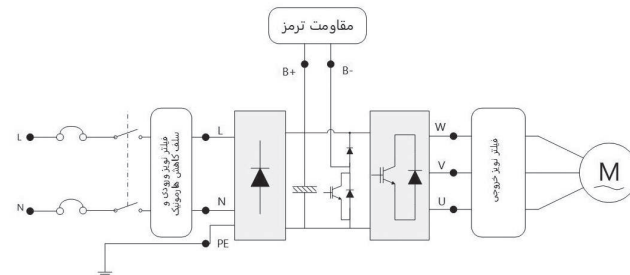 مقاومت ترمز
B+
B-
L
L
N
N
PE
فیلتر نویز ورودی و
سلف کاهش هارمونیک
W
V
U
فیلتر نویز خروجی
M